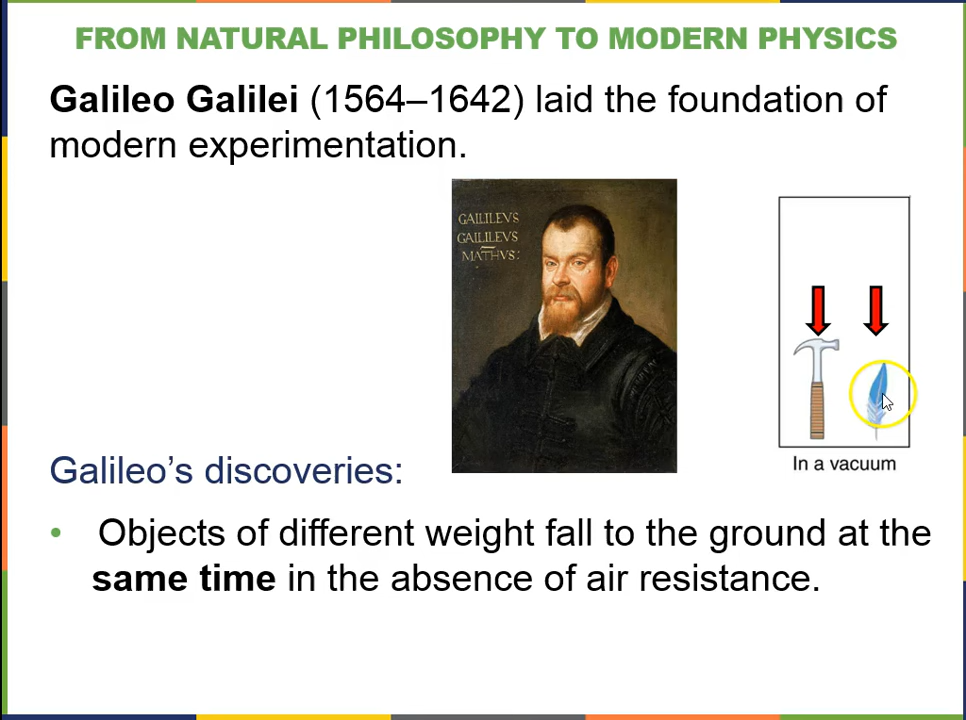 FROM NATURAL PHILOSOPHY TO MODERN PHYSICS
Galileo Galilei (1564–1642) laid the foundation of
modern experimentation.
GALILEVS
GALILEVS
MATHVS:
In a vacuum
Galileo’s discoveries:
• Objects of different weight fall to the ground at the
same time in the absence of air resistance.